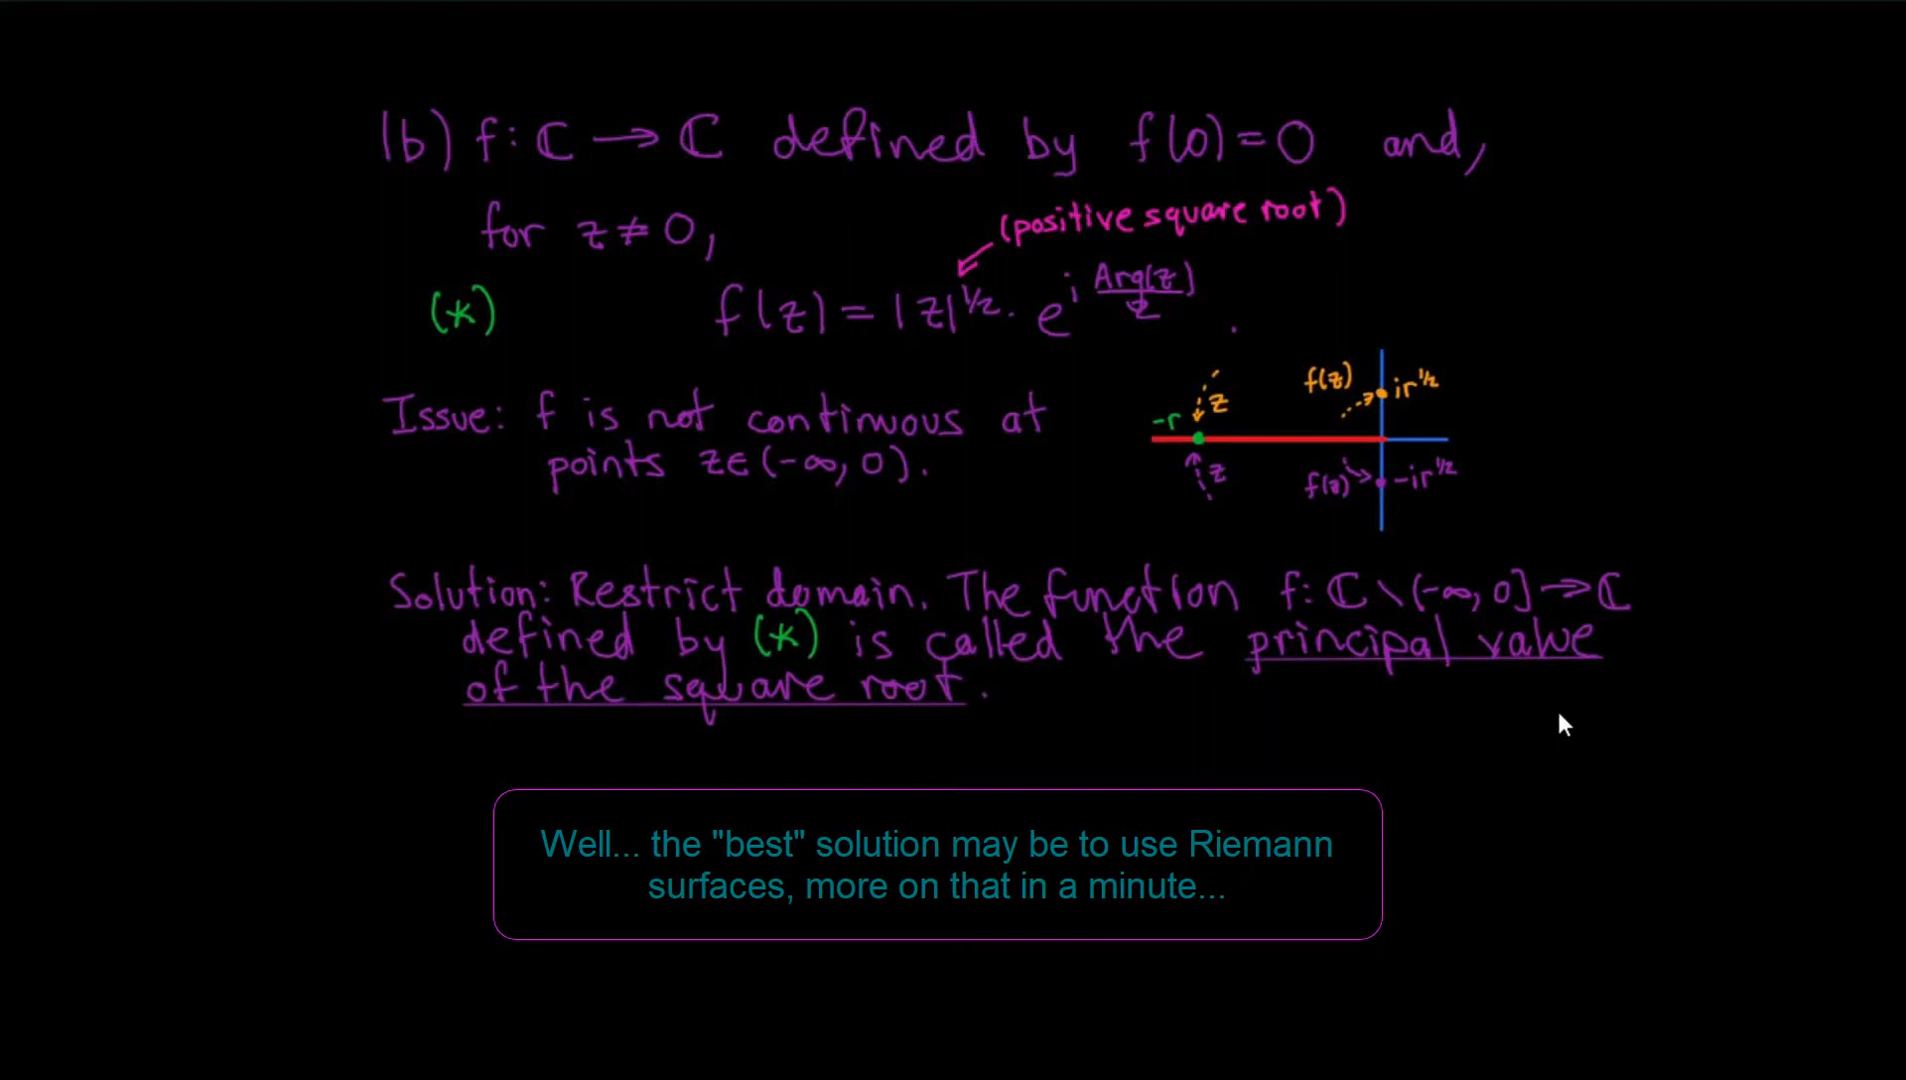 (b) f: ℂ → ℂ defined by f(0) = 0 and,
for z ≠ 0,
(positive square root)
(*) f(z) = |z|^{1/2} · e^{i Arg(z)/2} .
Issue: f is not continuous at
points z ∈ (-∞, 0).
f(z) ir^{1/2}
-r z
z
f(z) -ir^{1/2}
Solution: Restrict domain. The function f: ℂ \ (-∞, 0] → ℂ
defined by (*) is called the principal value
of the square root.
Well... the "best" solution may be to use Riemann
surfaces, more on that in a minute...